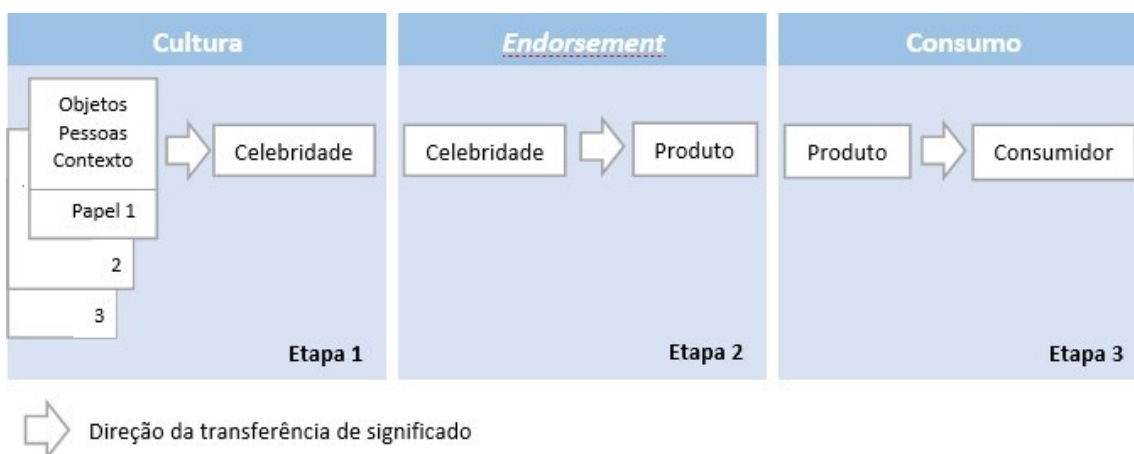 Cultura
Objetos
Pessoas
Contexto
Papel 1
2
3
Celebridade
Etapa 1
Endorsement
Celebridade
Produto
Etapa 2
Consumo
Produto
Consumidor
Etapa 3
Direção da transferência de significado